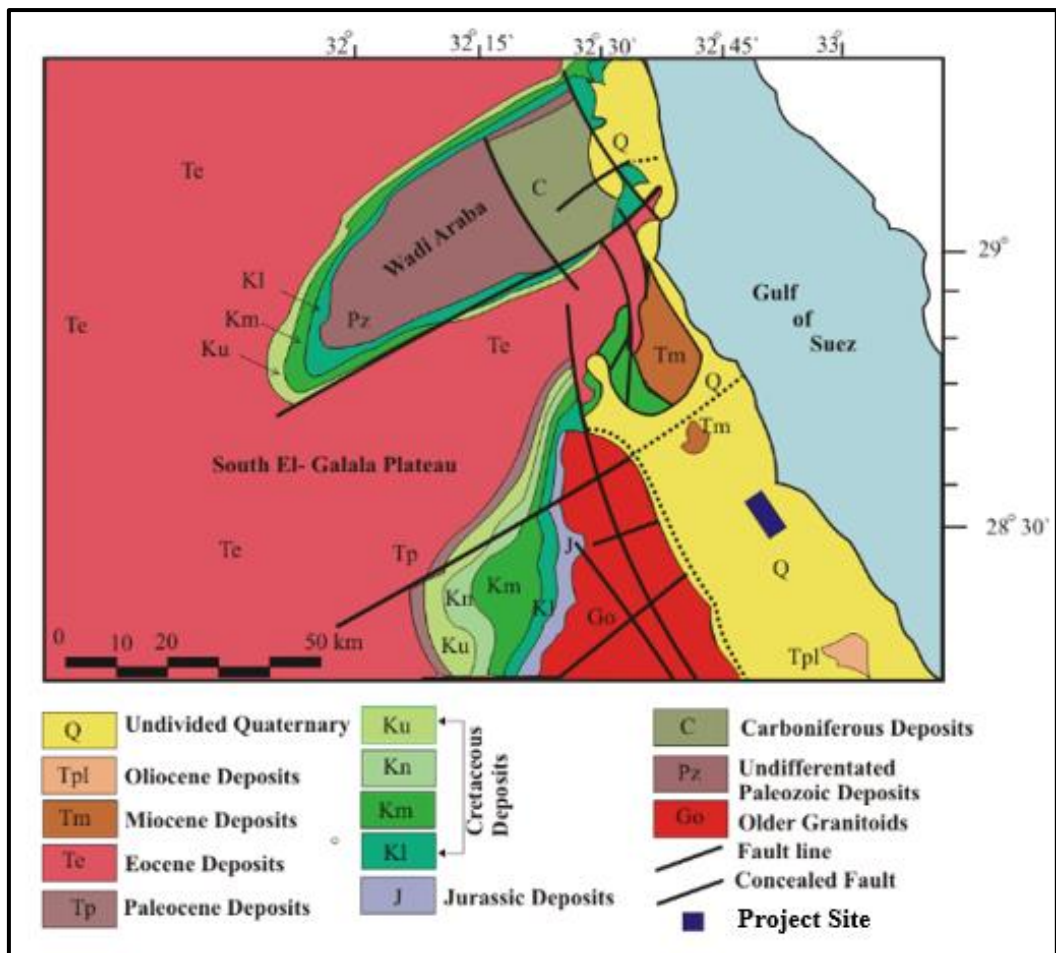 32°
32° 15`
32° 30`
32° 45`
33°
Te
Q
C
Wadi Araba
29°
Kl
Gulf
of
Suez
Te
Km
Pz
Ku
Te
Tm
Q
Tm
South El- Galala Plateau
28° 30`
Te
Tp
J
Q
Kn
Km
Kl
Go
Ku
Tpl
0
10
20
50 km
Q Undivided Quaternary
Tpl Oliocene Deposits
Tm Miocene Deposits
Te Eocene Deposits
Tp Paleocene Deposits
Ku
Kn
Km
Kl
Cretaceous
Deposits
J Jurassic Deposits
C Carboniferous Deposits
Pz Undifferentated
Paleozoic Deposits
Go Older Granitoids
Fault line
Concealed Fault
Project Site